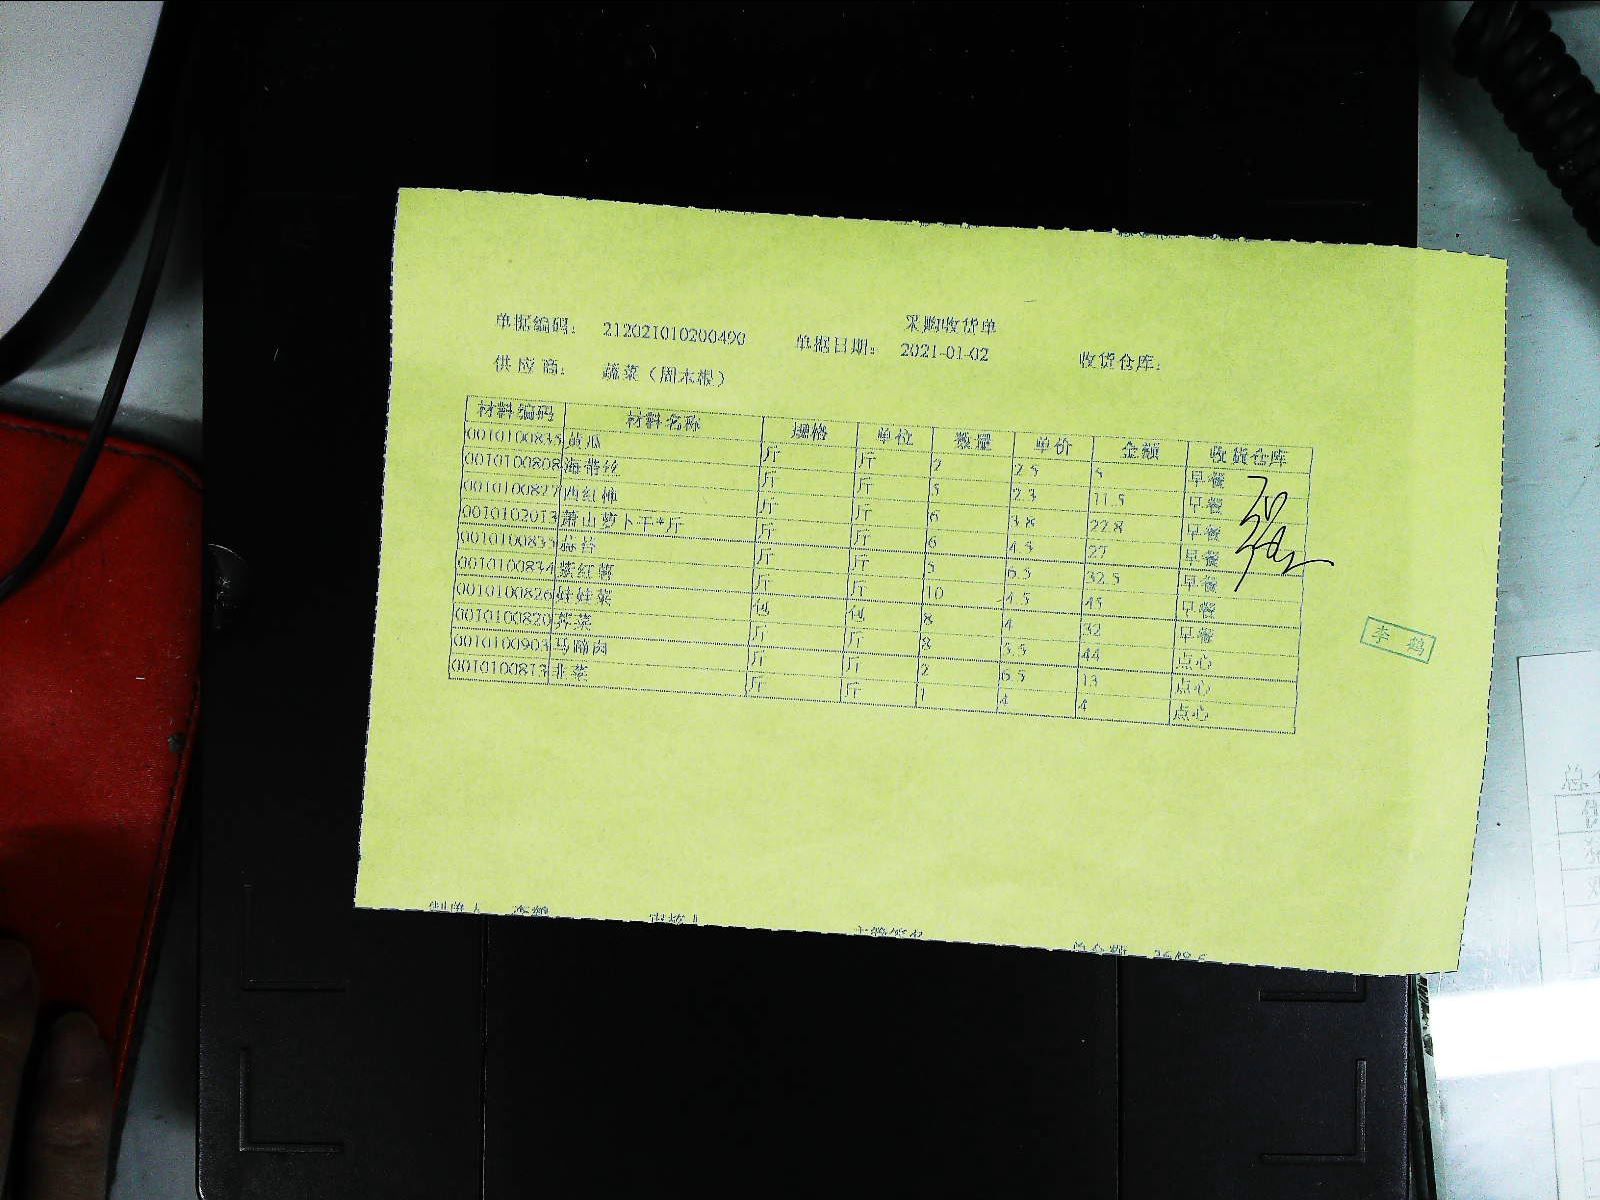 采购收货单
单据编码： 212021010200490 单据日期： 2021-01-02 收货仓库：
供 应 商： 蔬菜（周末根）
材料编码 材料名称 规格 单位 数量 单价 金额 收货仓库
0010100835 黄瓜 斤 斤 2 2.5 5 早餐
0010100808 海带丝 斤 斤 5 2.3 11.5 早餐
0010100827 西红柿 斤 斤 6 3.8 22.8 早餐
0010102013 萧山萝卜干*斤 斤 斤 6 4.5 27 早餐
0010100833 蒜苔 斤 斤 5 6.5 32.5 早餐
0010100834 紫红薯 斤 斤 10 4.5 45 早餐
0010100826 娃娃菜 包 包 8 4 32 早餐
0010100820 荠菜 斤 斤 8 5.5 44 点心
0010100903 马蹄肉 斤 斤 2 6.5 13 点心
0010100813 韭菜 斤 斤 1 4 4 点心
李鹤